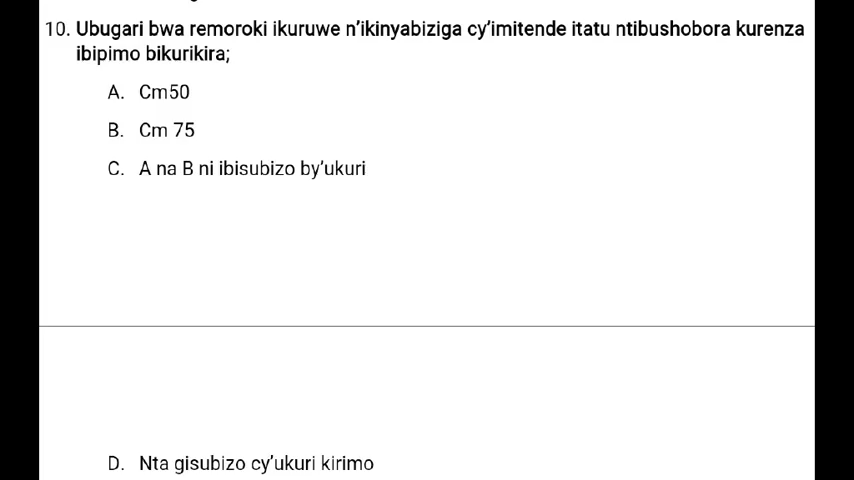 10. Ubugari bwa remoroki ikuruwe n'ikinyabiziga cy'imitende itatu ntibushobora kurenza
ibipimo bikurikira;
A. Cm50
B. Cm 75
C. A na B ni ibisubizo by'ukuri
D. Nta gisubizo cy'ukuri kirimo